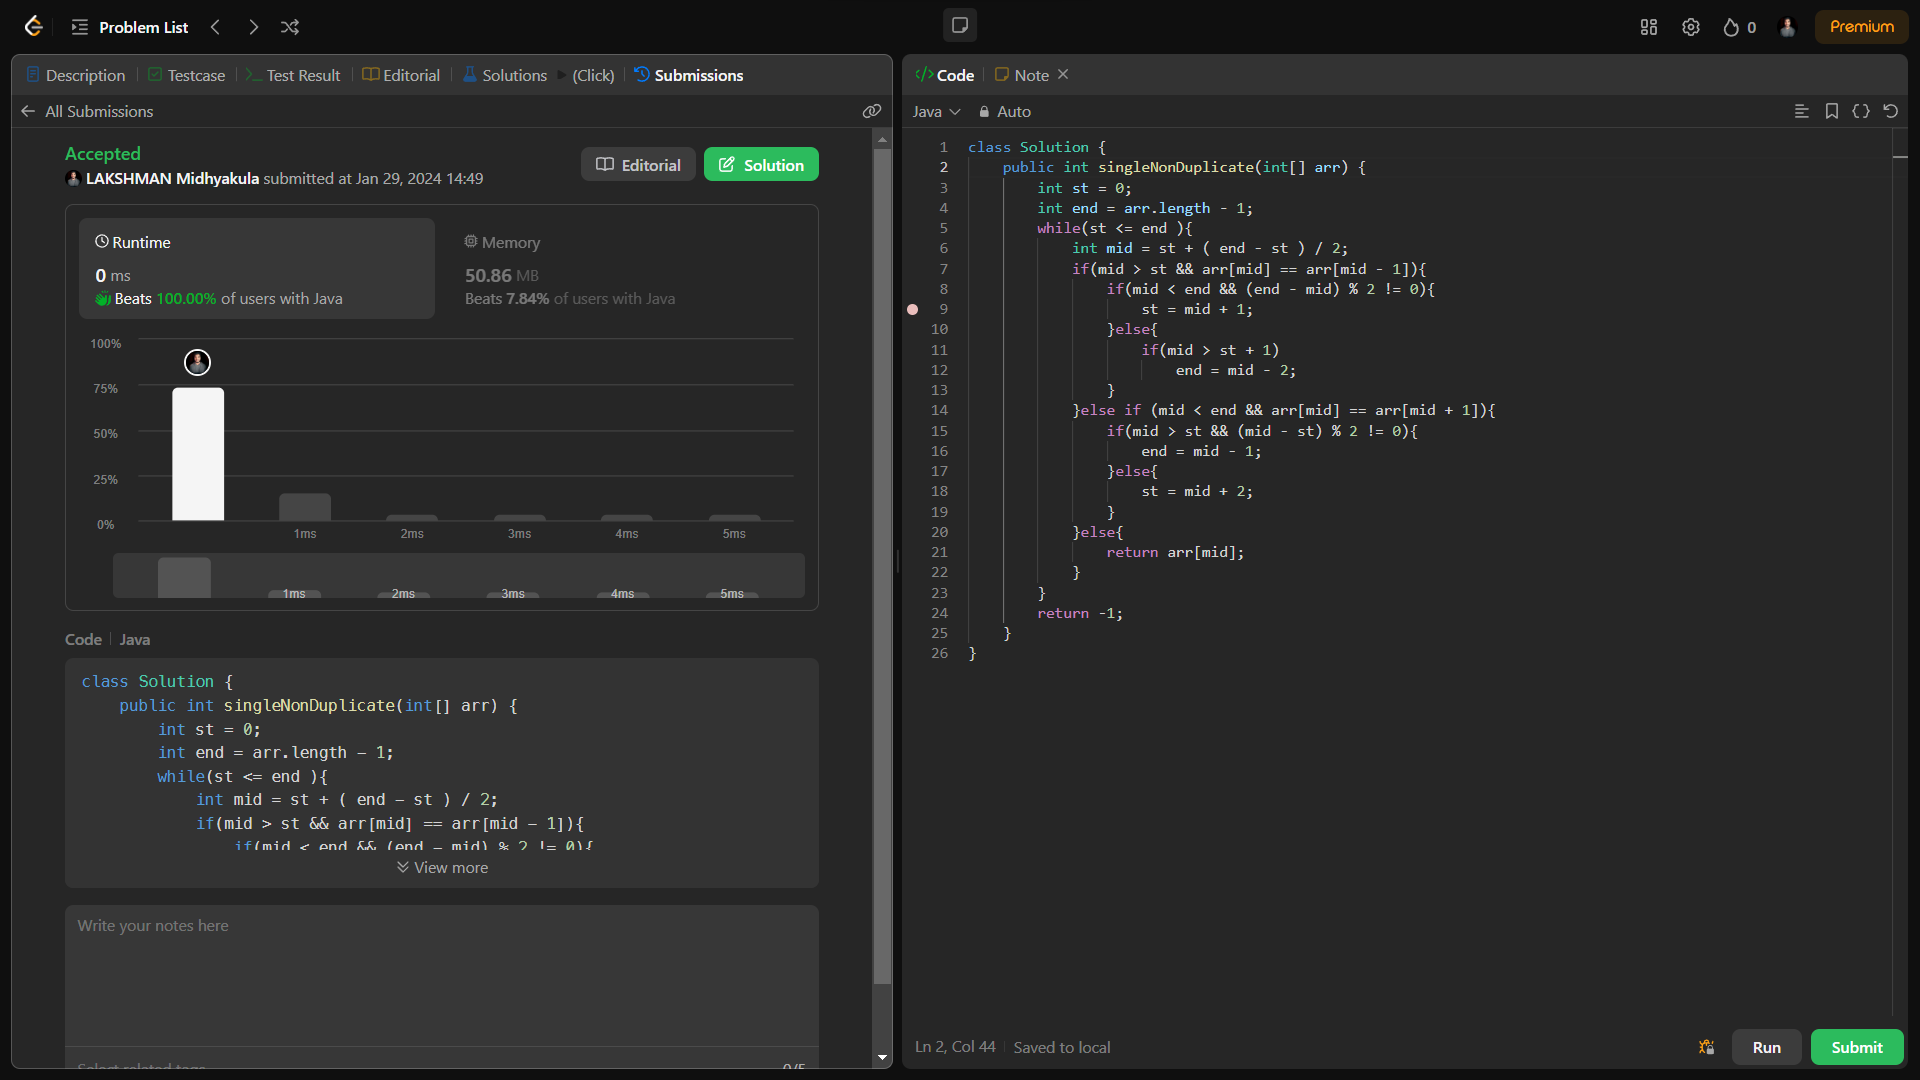 Problem List
0
Premium
Description
Testcase
Test Result
Editorial
Solutions
(Click)
Submissions
All Submissions
Accepted
LAKSHMAN Midhyakula submitted at Jan 29, 2024 14:49
Editorial
Solution
Runtime
0 ms
Beats 100.00% of users with Java
Memory
50.86 MB
Beats 7.84% of users with Java
100%
75%
50%
25%
0%
1ms 2ms 3ms 4ms 5ms
1ms 2ms 3ms 4ms 5ms
Code Java
class Solution {
public int singleNonDuplicate(int[] arr) {
int st = 0;
int end = arr.length - 1;
while(st <= end ){
int mid = st + ( end - st ) / 2;
if(mid > st && arr[mid] == arr[mid - 1]){
if(mid < end && (end - mid) % 2 != 0){
View more
Write your notes here
Select related tags
0/5
Code
Note
Java
Auto
1 class Solution {
2 public int singleNonDuplicate(int[] arr) {
3 int st = 0;
4 int end = arr.length - 1;
5 while(st <= end ){
6 int mid = st + ( end - st ) / 2;
7 if(mid > st && arr[mid] == arr[mid - 1]){
8 if(mid < end && (end - mid) % 2 != 0){
9 st = mid + 1;
10 }else{
11 if(mid > st + 1)
12 end = mid - 2;
13 }
14 }else if (mid < end && arr[mid] == arr[mid + 1]){
15 if(mid > st && (mid - st) % 2 != 0){
16 end = mid - 1;
17 }else{
18 st = mid + 2;
19 }
20 }else{
21 return arr[mid];
22 }
23 }
24 return -1;
25 }
26 }
Ln 2, Col 44
Saved to local
Run
Submit